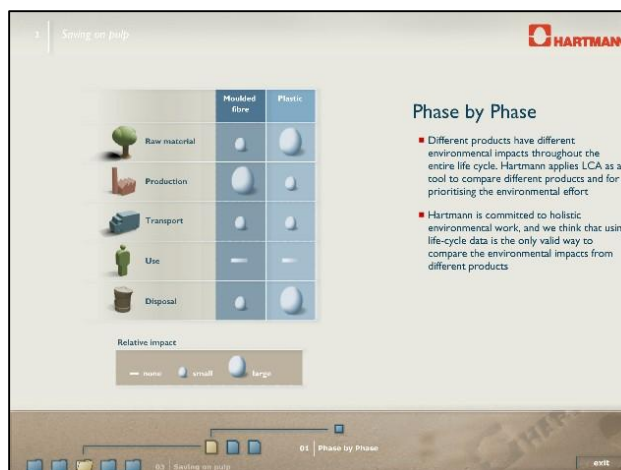 3 Saving on pulp
HARTMANN
Moulded
fibre
Plastic
Raw material
Production
Transport
Use
Disposal
Relative impact
none small large
Phase by Phase
Different products have different
environmental impacts throughout the
entire life cycle. Hartmann applies LCA as a
tool to compare different products and for
prioritising the environmental effort
Hartmann is committed to holistic
environmental work, and we think that usin
life-cycle data is the only valid way to
compare the environmental impacts from
different products
01 Phase by Phase
03 Saving on pulp
exit